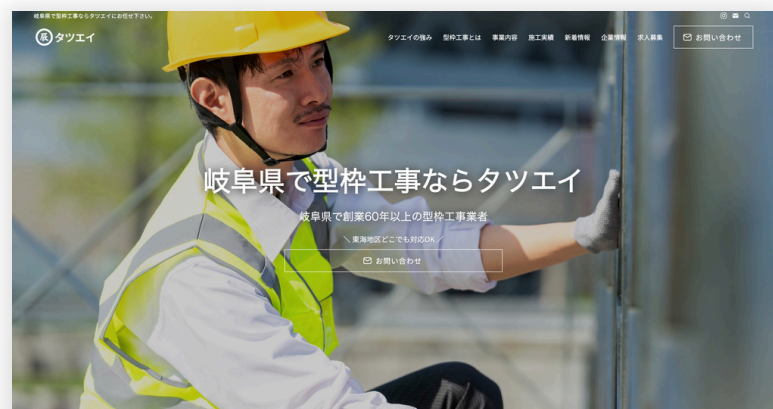 岐阜県で型枠工事ならタツエイにお任せ下さい。
辰 タツエイ
タツエイの強み 型枠工事とは 事業内容 施工実績 新着情報 企業情報 求人募集 お問い合わせ
岐阜県で型枠工事ならタツエイ
岐阜県で創業60年以上の型枠工事業者
＼ 東海地区どこでも対応OK ／
お問い合わせ